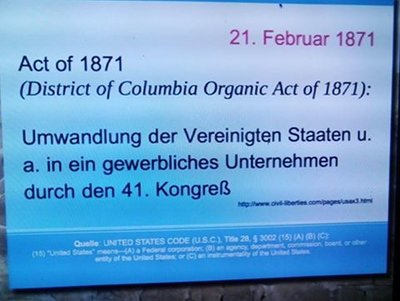 21. Februar 1871
Act of 1871
(District of Columbia Organic Act of 1871):
Umwandlung der Vereinigten Staaten u.
a. in ein gewerbliches Unternehmen
durch den 41. Kongreß
http://www.civil-liberties.com/pages/usax3.html
Quelle: UNITED STATES CODE (U.S.C.), Title 28, § 3002 (15) (A) (B) (C):
(15) "United States" means—(A) a Federal corporation; (B) an agency, department, commission, board, or other
entity of the United States; or (C) an instrumentality of the United States.